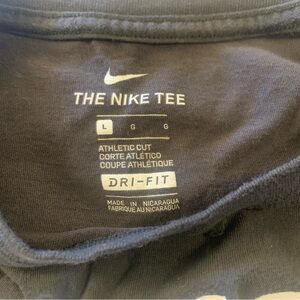 THE NIKE TEE
L G G
ATHLETIC CUT
CORTE ATLÉTICO
COUPE ATHLÉTIQUE
DRI-FIT
MADE IN NICARAGUA
FABRIQUÉ AU NICARAGUA